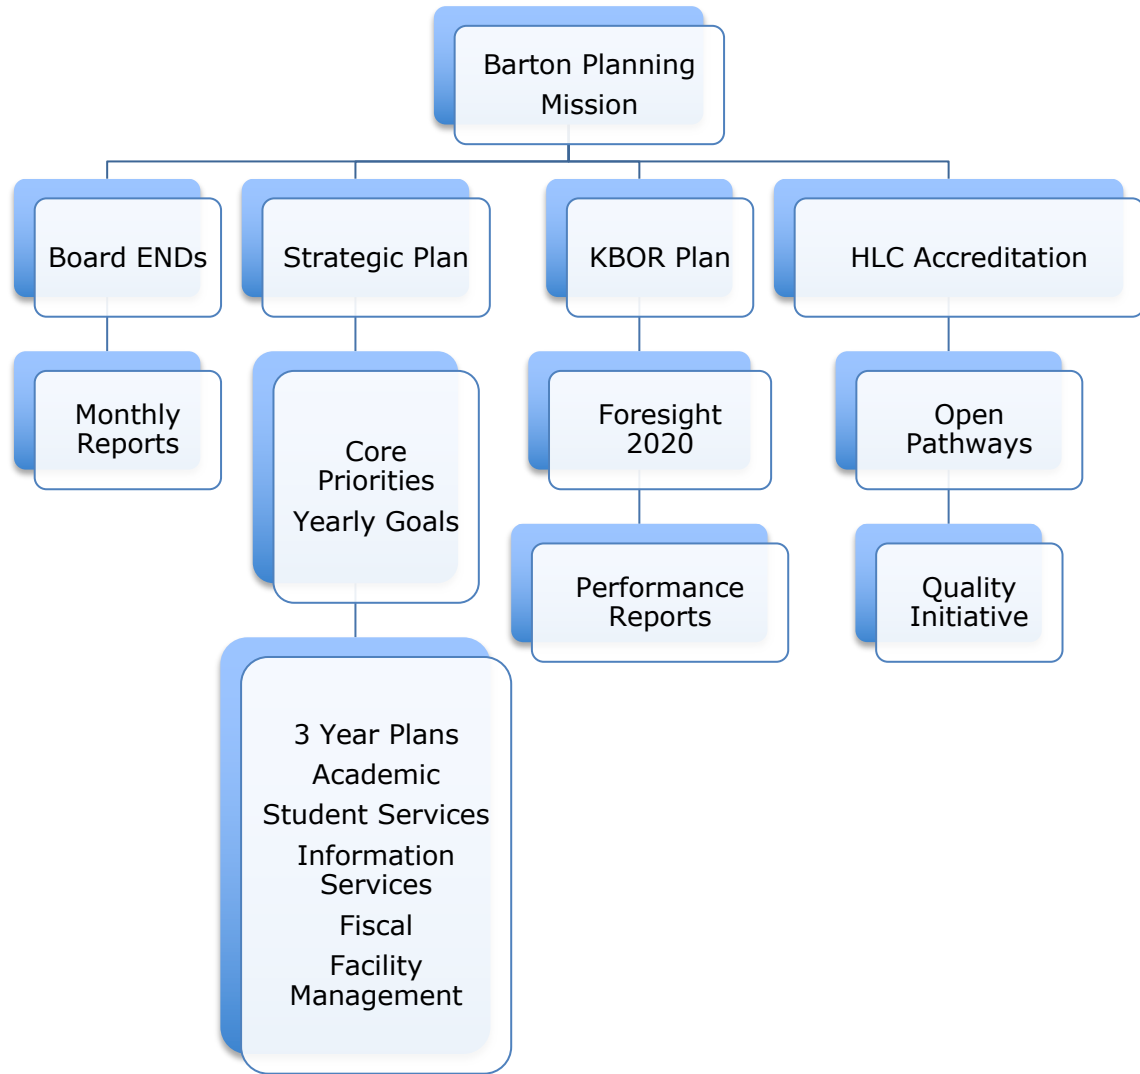 Barton Planning
Mission
Board ENDs
Strategic Plan
KBOR Plan
HLC Accreditation
Monthly
Reports
Core
Priorities
Yearly Goals
Foresight
2020
Open
Pathways
Performance
Reports
Quality
Initiative
3 Year Plans
Academic
Student Services
Information
Services
Fiscal
Facility
Management